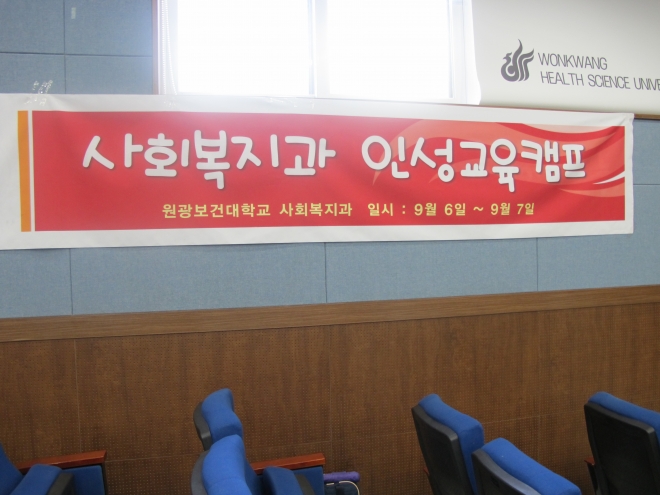 WONKWANG
HEALTH SCIENCE UNIVE
사회복지과 인성교육캠프
원광보건대학교 사회복지과 일시 : 9월 6일 ~ 9월 7일